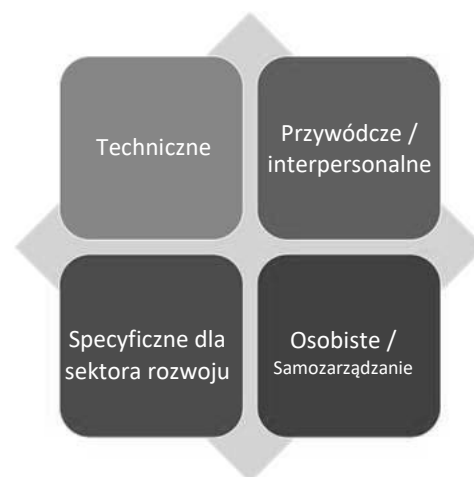 Techniczne
Przywódcze /
interpersonalne
Specyficzne dla
sektora rozwoju
Osobiste /
Samozarządzanie